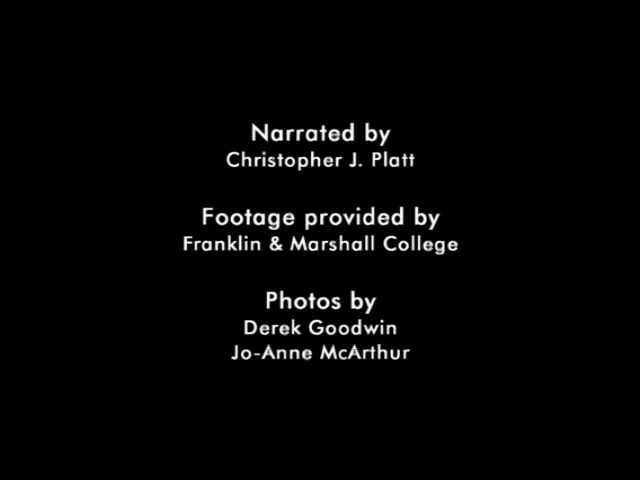 Narrated by
Christopher J. Platt
Footage provided by
Franklin & Marshall College
Photos by
Derek Goodwin
Jo-Anne McArthur